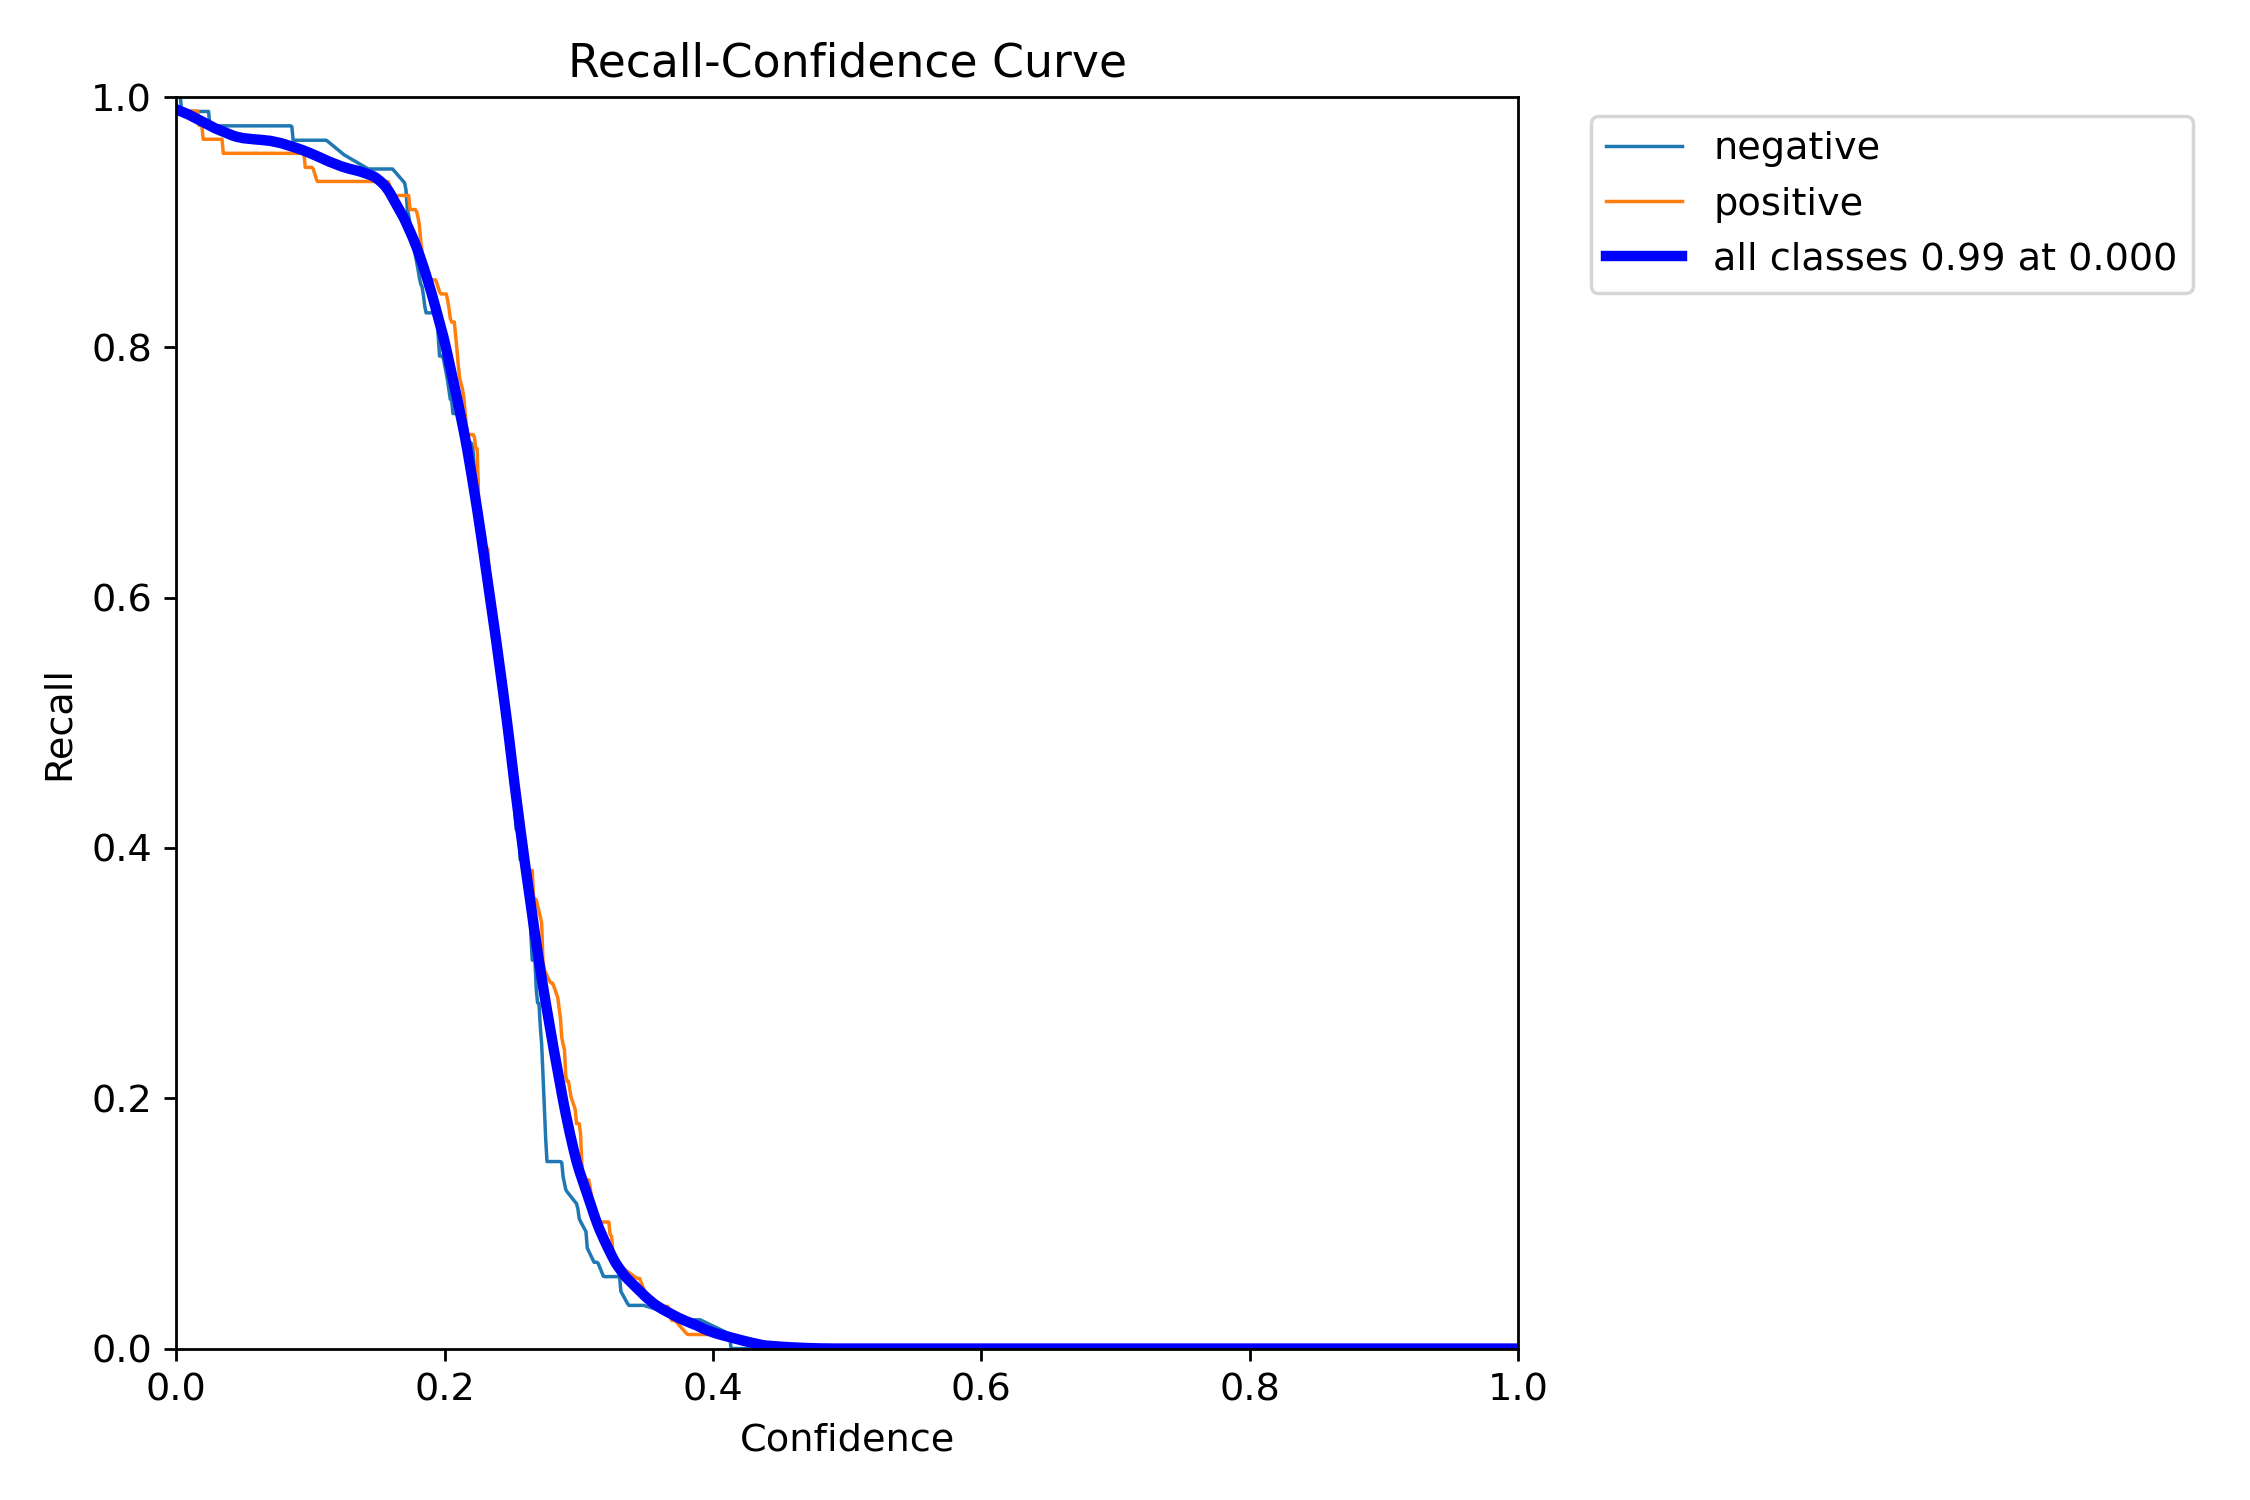 Recall-Confidence Curve
negative
positive
all classes 0.99 at 0.000
Recall
1.0
0.8
0.6
0.4
0.2
0.0
0.0 0.2 0.4 0.6 0.8 1.0
Confidence